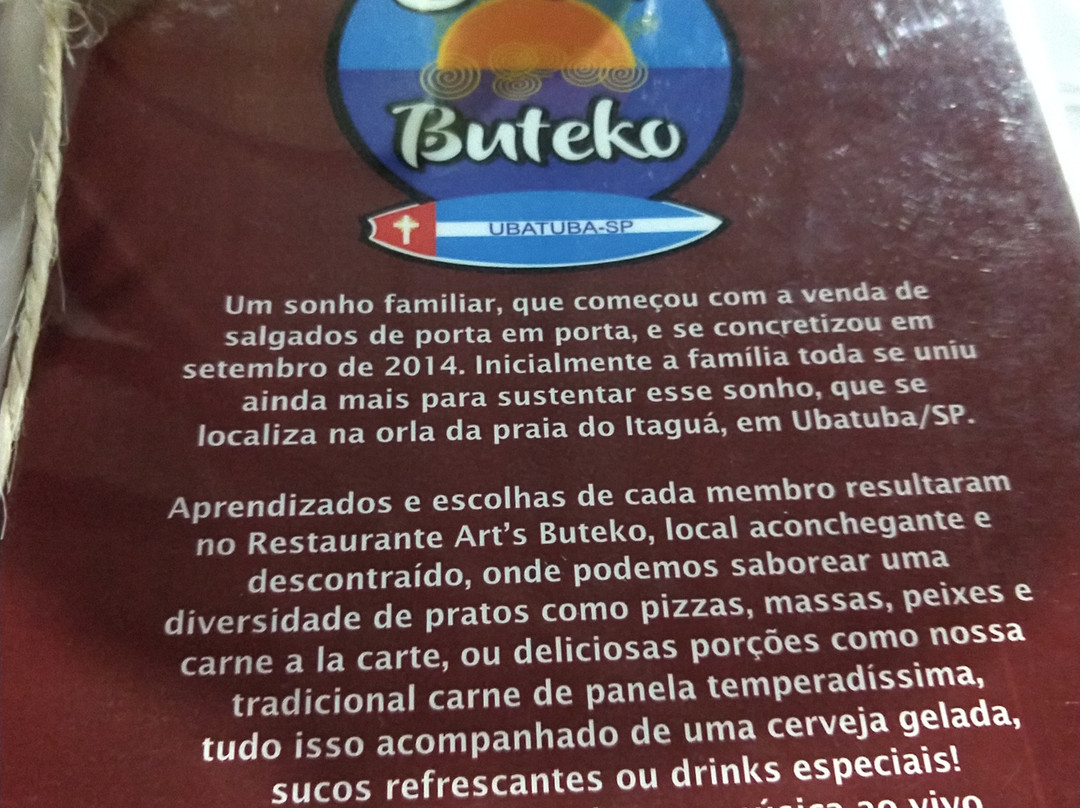 Buteko
UBATUBA-SP
Um sonho familiar, que começou com a venda de
salgados de porta em porta, e se concretizou em
setembro de 2014. Inicialmente a família toda se uniu
ainda mais para sustentar esse sonho, que se
localiza na orla da praia do Itaguá, em Ubatuba/SP.
Aprendizados e escolhas de cada membro resultaram
no Restaurante Art's Buteko, local aconchegante e
descontraído, onde podemos saborear uma
diversidade de pratos como pizzas, massas, peixes e
carne a la carte, ou deliciosas porções como nossa
tradicional carne de panela temperadíssima,
tudo isso acompanhado de uma cerveja gelada,
sucos refrescantes ou drinks especiais!
música ao vivo